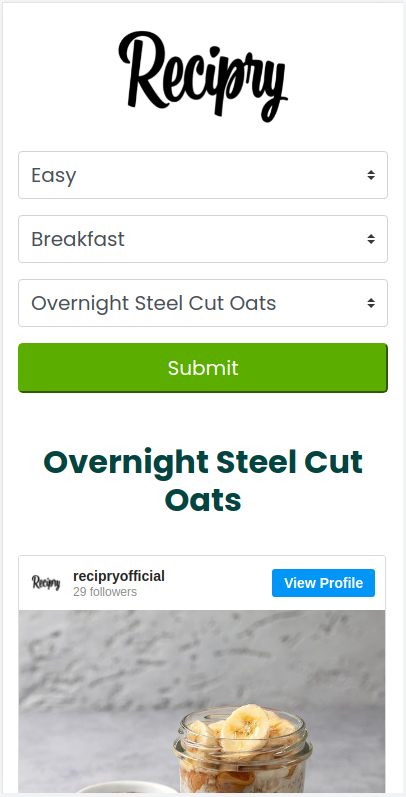 Recipry
Easy
Breakfast
Overnight Steel Cut Oats
Submit
Overnight Steel Cut
Oats
Recipry
recipryofficial
29 followers
View Profile